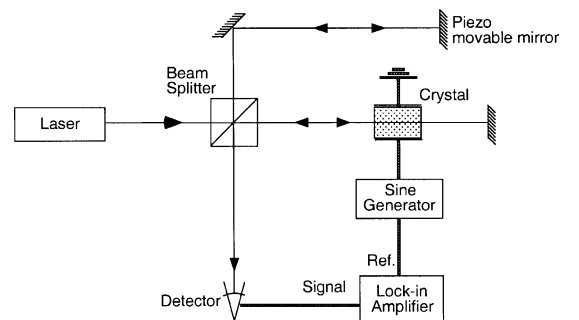 Piezo
movable mirror
Beam
Splitter
Crystal
Laser
Sine
Generator
Ref.
Signal
Lock-in
Amplifier
Detector